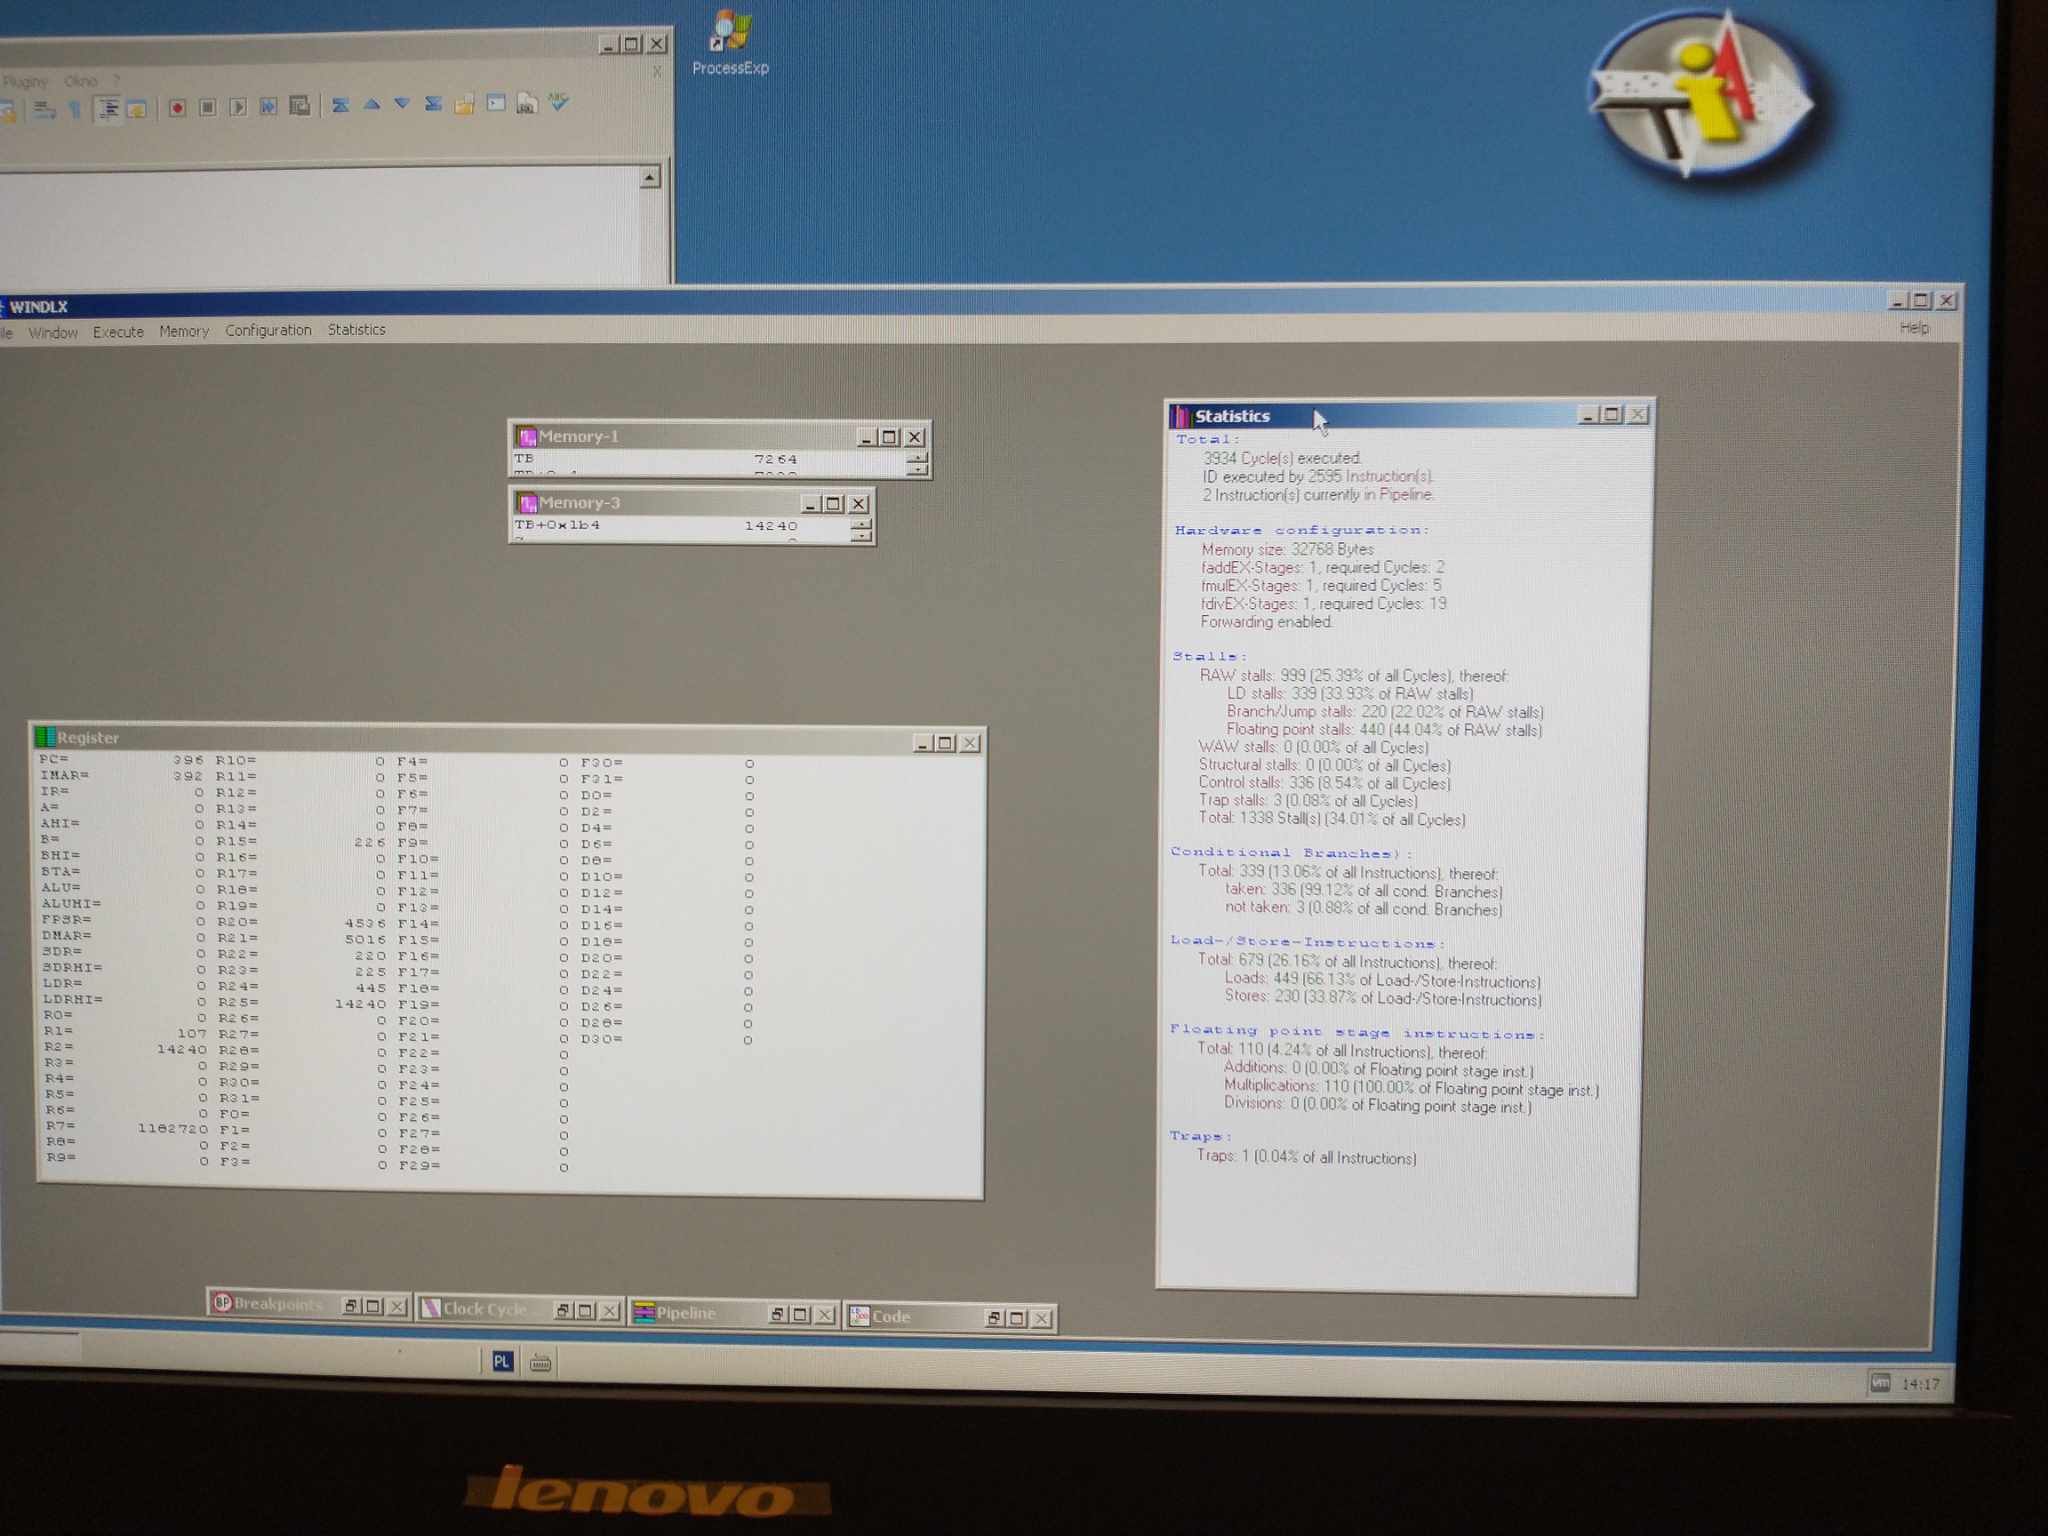 Pluginy Okno ?
ProcessExp
TiA
WINDLX
Window Execute Memory Configuration Statistics Help
Memory-1
TB 7264
Memory-3
TB+0x1b4 14240
Statistics
Total:
3934 Cycle(s) executed.
ID executed by 2595 Instruction(s).
2 Instruction(s) currently in Pipeline.
Hardware configuration:
Memory size: 32768 Bytes
faddEX-Stages: 1, required Cycles: 2
fmulEX-Stages: 1, required Cycles: 5
fdivEX-Stages: 1, required Cycles: 19
Forwarding enabled.
Stalls:
RAW stalls: 999 (25.39% of all Cycles), thereof:
LD stalls: 339 (33.93% of RAW stalls)
Branch/Jump stalls: 220 (22.02% of RAW stalls)
Floating point stalls: 440 (44.04% of RAW stalls)
WAW stalls: 0 (0.00% of all Cycles)
Structural stalls: 0 (0.00% of all Cycles)
Control stalls: 336 (8.54% of all Cycles)
Trap stalls: 3 (0.08% of all Cycles)
Total: 1338 Stall(s) (34.01% of all Cycles)
Conditional Branches):
Total: 339 (13.06% of all Instructions), thereof:
taken: 336 (99.12% of all cond. Branches)
not taken: 3 (0.88% of all cond. Branches)
Load-/Store-Instructions:
Total: 679 (26.16% of all Instructions), thereof:
Loads: 449 (66.13% of Load-/Store-Instructions)
Stores: 230 (33.87% of Load-/Store-Instructions)
Floating point stage instructions:
Total: 110 (4.24% of all Instructions), thereof:
Additions: 0 (0.00% of Floating point stage inst.)
Multiplications: 110 (100.00% of Floating point stage inst.)
Divisions: 0 (0.00% of Floating point stage inst.)
Traps:
Traps: 1 (0.04% of all Instructions)
Register
PC= 396 R10= 0 F4= 0 F30= 0
IMAR= 392 R11= 0 F5= 0 F31= 0
IR= 0 R12= 0 F6= 0 D0= 0
A= 0 R13= 0 F7= 0 D2= 0
AHI= 0 R14= 0 F8= 0 D4= 0
B= 0 R15= 226 F9= 0 D6= 0
BHI= 0 R16= 0 F10= 0 D8= 0
BTA= 0 R17= 0 F11= 0 D10= 0
ALU= 0 R18= 0 F12= 0 D12= 0
ALUHI= 0 R19= 0 F13= 0 D14= 0
FPSR= 0 R20= 4536 F14= 0 D16= 0
DMAR= 0 R21= 5016 F15= 0 D18= 0
SDR= 0 R22= 220 F16= 0 D20= 0
SDRHI= 0 R23= 225 F17= 0 D22= 0
LDR= 0 R24= 445 F18= 0 D24= 0
LDRHI= 0 R25= 14240 F19= 0 D26= 0
R0= 0 R26= 0 F20= 0 D28= 0
R1= 107 R27= 0 F21= 0 D30= 0
R2= 14240 R28= 0 F22= 0
R3= 0 R29= 0 F23= 0
R4= 0 R30= 0 F24= 0
R5= 0 R31= 0 F25= 0
R6= 0 F0= 0 F26= 0
R7= 1182720 F1= 0 F27= 0
R8= 0 F2= 0 F28= 0
R9= 0 F3= 0 F29= 0
Breakpoints Clock Cycle Pipeline Code
PL
14:17
lenovo